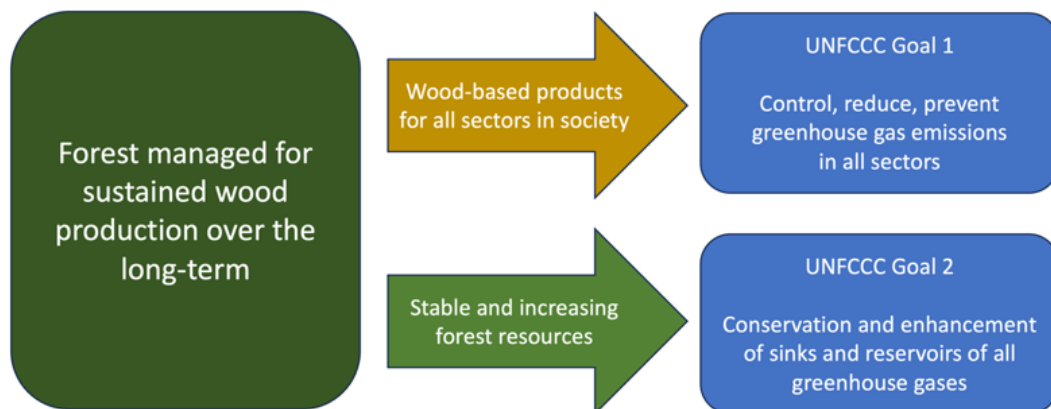 Forest managed for
sustained wood
production over the
long-term
Wood-based products
for all sectors in society
UNFCCC Goal 1
Control, reduce, prevent
greenhouse gas emissions
in all sectors
Stable and increasing
forest resources
UNFCCC Goal 2
Conservation and enhancement
of sinks and reservoirs of all
greenhouse gases